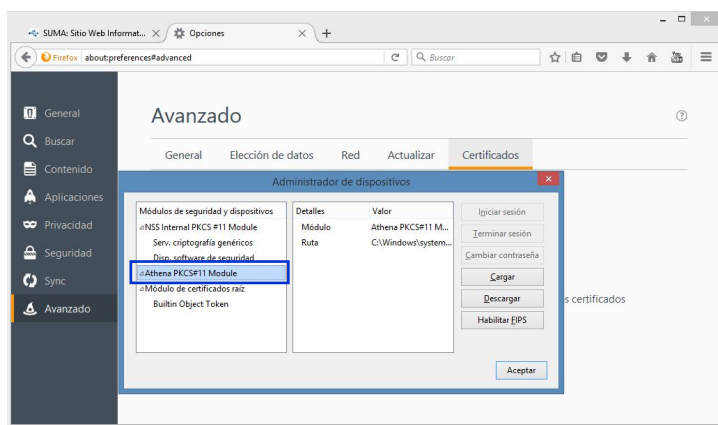 SUMA: Sitio Web Informat...
Opciones
Firefox about:preferences#advanced
Buscar
General
Buscar
Contenido
Aplicaciones
Privacidad
Seguridad
Sync
Avanzado
Avanzado
General Elección de datos Red Actualizar Certificados
Administrador de dispositivos
Módulos de seguridad y dispositivos
NSS Internal PKCS #11 Module
Serv. criptografía genéricos
Disp. software de seguridad
Athena PKCS#11 Module
Módulo de certificados raíz
Builtin Object Token
Detalles Valor
Módulo Athena PKCS#11 M...
Ruta C:\Windows\system...
Iniciar sesión
Terminar sesión
Cambiar contraseña
Cargar
Descargar
Habilitar FIPS
Aceptar
s certificados